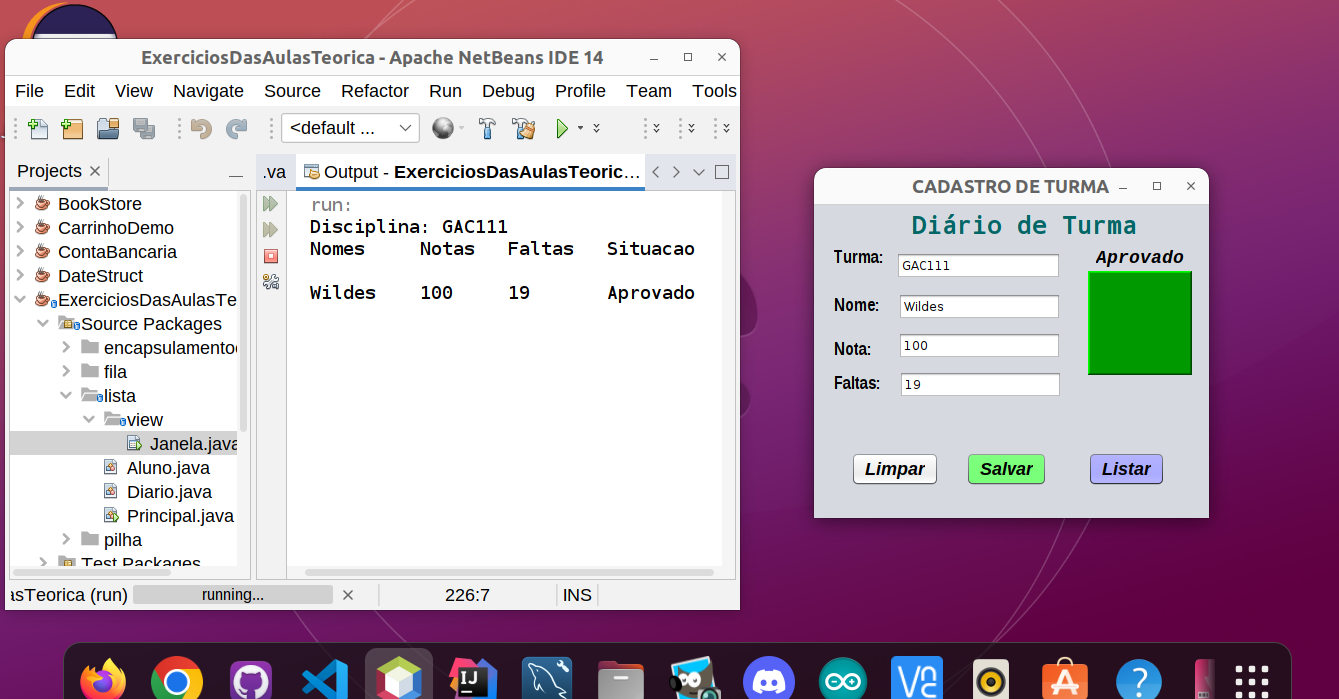 ExerciciosDasAulasTeorica - Apache NetBeans IDE 14
File Edit View Navigate Source Refactor Run Debug Profile Team Tools
<default ...
Projects
.va
Output - ExerciciosDasAulasTeoric...
BookStore
CarrinhoDemo
ContaBancaria
DateStruct
ExerciciosDasAulasTe
Source Packages
encapsulamento
fila
lista
view
Janela.java
Aluno.java
Diario.java
Principal.java
pilha
Test Packages
run:
Disciplina: GAC111
Nomes Notas Faltas Situacao
Wildes 100 19 Aprovado
asTeorica (run) running... 226:7 INS
CADASTRO DE TURMA
Diário de Turma
Turma: GAC111
Aprovado
Nome: Wildes
Nota: 100
Faltas: 19
Limpar Salvar Listar
IJ
A
?